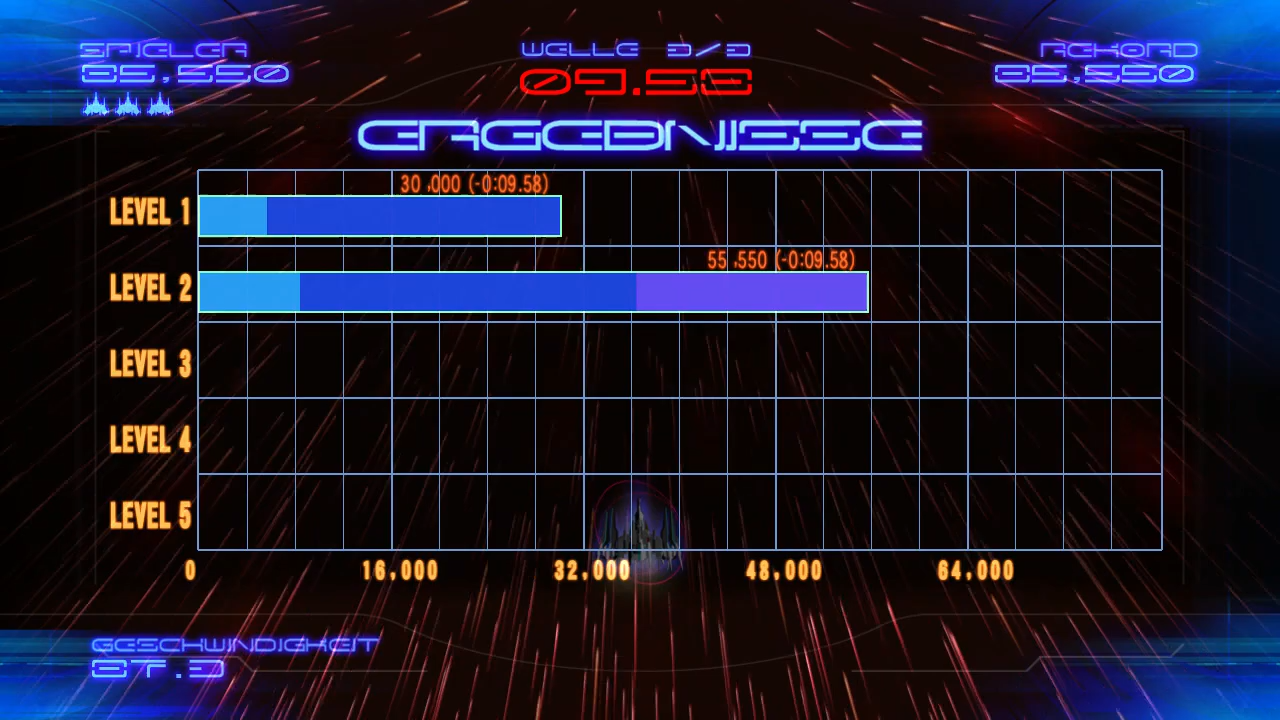 SPIELER
85,550
WELLE 3/3
09.59
REKORD
85,550
ERGEBNISSE
30,000 (-0:09.58)
LEVEL 1
55,550 (-0:09.58)
LEVEL 2
LEVEL 3
LEVEL 4
LEVEL 5
0 16,000 32,000 48,000 64,000
GESCHWINDIGKEIT
87.3